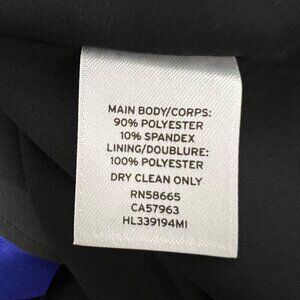 MAIN BODY/CORPS:
90% POLYESTER
10% SPANDEX
LINING/DOUBLURE:
100% POLYESTER
DRY CLEAN ONLY
RN58665
CA57963
HL339194MI